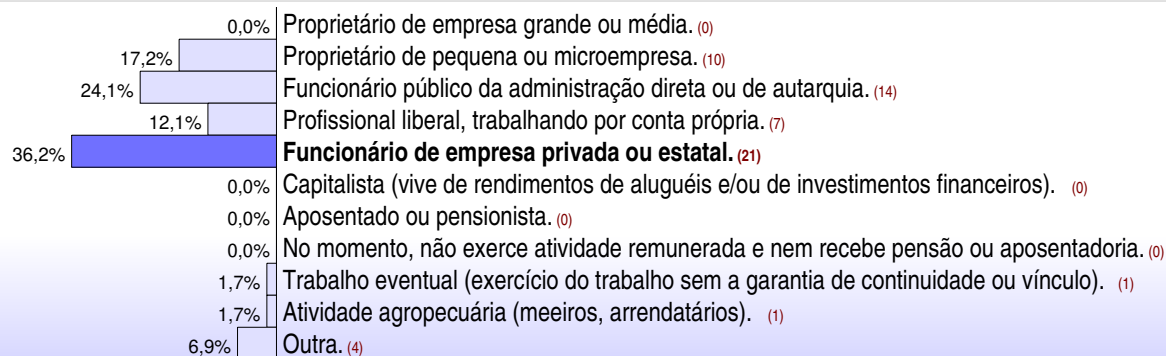 0,0% Proprietário de empresa grande ou média. (0)
17,2% Proprietário de pequena ou microempresa. (10)
24,1% Funcionário público da administração direta ou de autarquia. (14)
12,1% Profissional liberal, trabalhando por conta própria. (7)
36,2% Funcionário de empresa privada ou estatal. (21)
0,0% Capitalista (vive de rendimentos de aluguéis e/ou de investimentos financeiros). (0)
0,0% Aposentado ou pensionista. (0)
0,0% No momento, não exerce atividade remunerada e nem recebe pensão ou aposentadoria. (0)
1,7% Trabalho eventual (exercício do trabalho sem a garantia de continuidade ou vínculo). (1)
1,7% Atividade agropecuária (meeiros, arrendatários). (1)
6,9% Outra. (4)